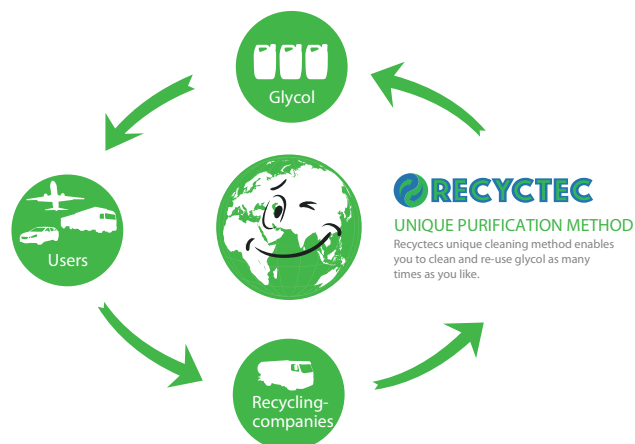 Glycol
RECYCTEC
UNIQUE PURIFICATION METHOD
Recyctecs unique cleaning method enables
you to clean and re-use glycol as many
times as you like.
Users
Recycling-
companies